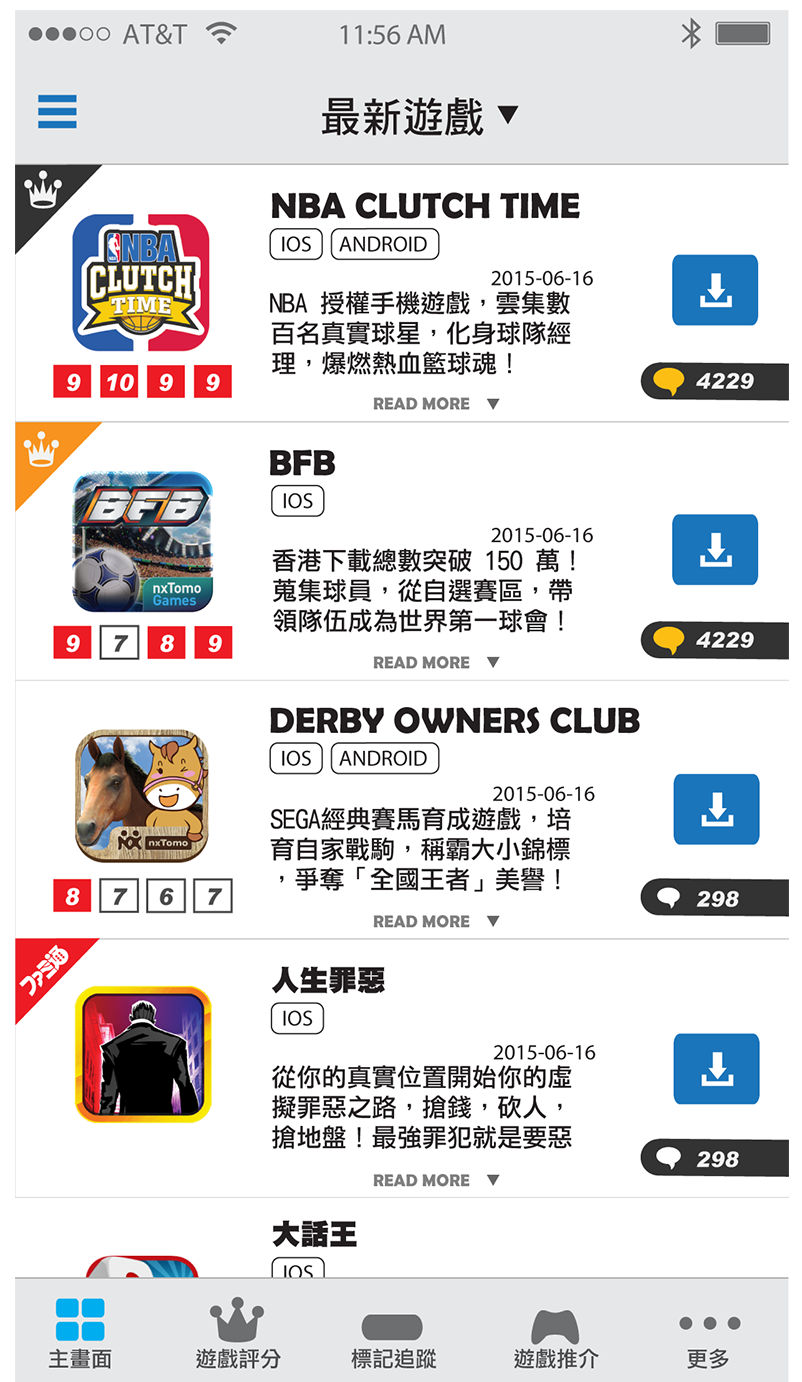 AT&T 11:56 AM
最新遊戲 ▼
NBA CLUTCH TIME
IOS ANDROID
2015-06-16
NBA 授權手機遊戲，雲集數
百名真實球星，化身球隊經
理，爆燃熱血籃球魂！
READ MORE ▼
NBA
CLUTCH
TIME
9 10 9 9
4229
BFB
IOS
2015-06-16
香港下載總數突破 150 萬！
蒐集球員，從自選賽區，帶
領隊伍成為世界第一球會！
READ MORE ▼
BFB
nxTomo
Games
9 7 8 9
4229
DERBY OWNERS CLUB
IOS ANDROID
2015-06-16
SEGA經典賽馬育成遊戲，培
育自家戰駒，稱霸大小錦標
，爭奪「全國王者」美譽！
READ MORE ▼
nxTomo
8 7 6 7
298
ファミ通
人生罪惡
IOS
2015-06-16
從你的真實位置開始你的虛
擬罪惡之路，搶錢，砍人，
搶地盤！最強罪犯就是要惡
READ MORE ▼
298
大話王
IOS
主畫面 遊戲評分 標記追蹤 遊戲推介 更多